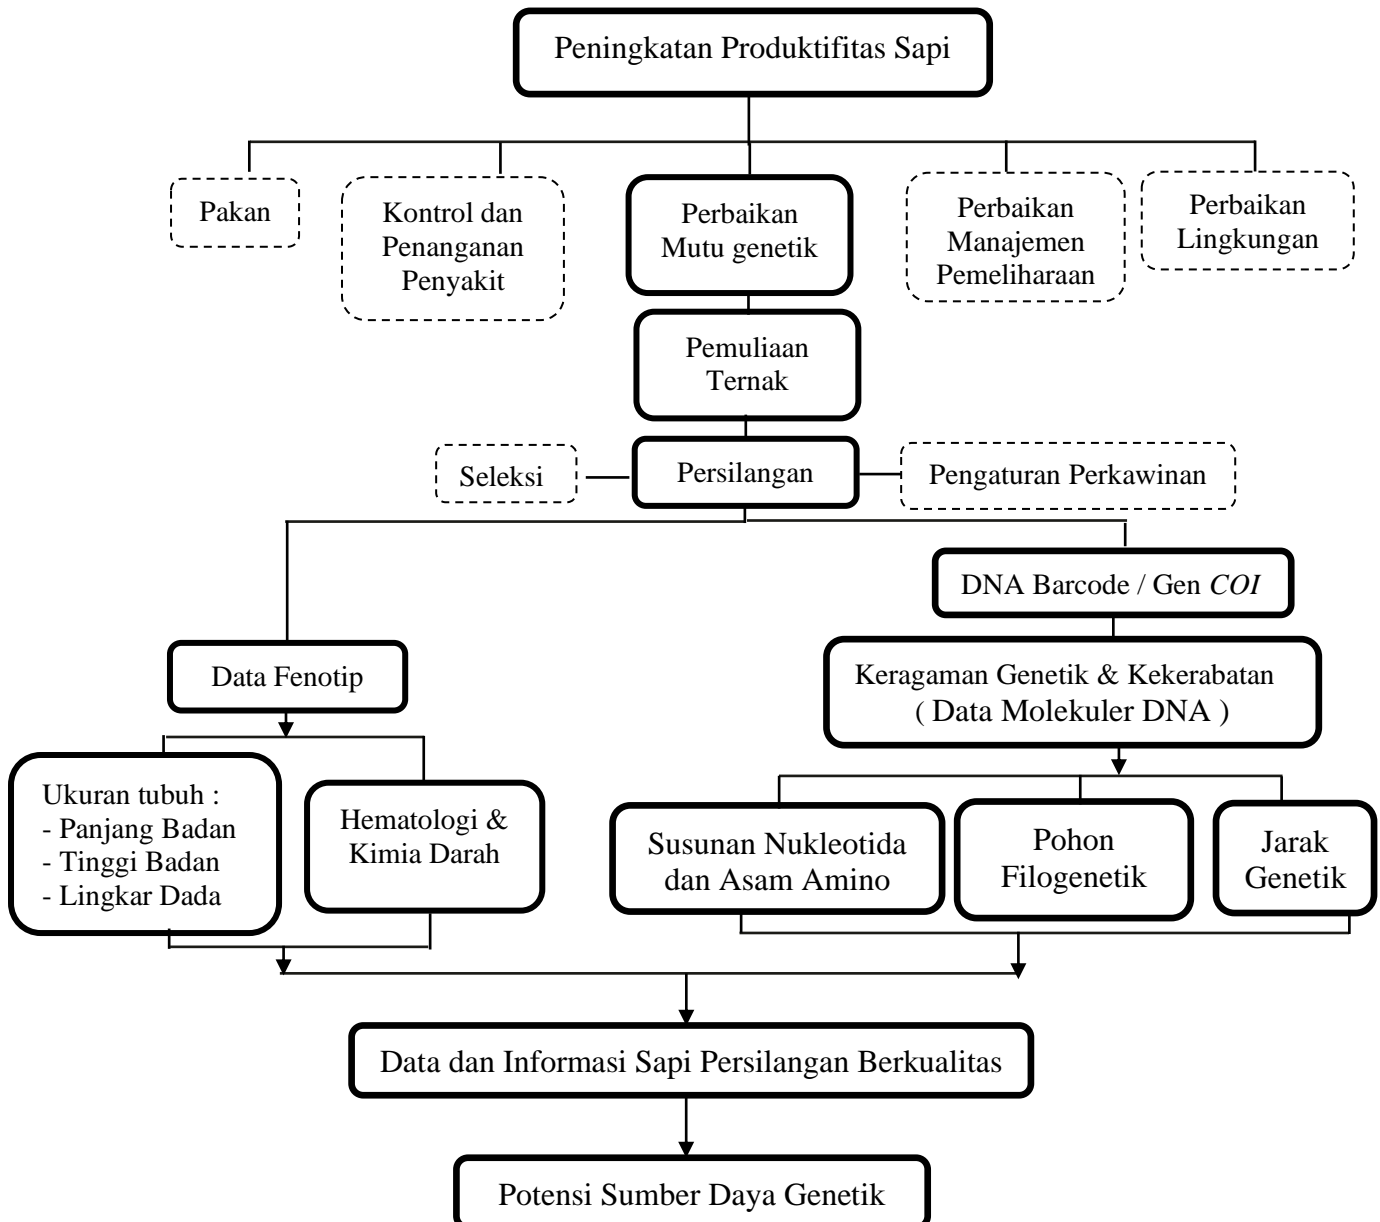 Peningkatan Produktifitas Sapi
Pakan
Kontrol dan
Penanganan
Penyakit
Perbaikan
Mutu genetik
Perbaikan
Manajemen
Pemeliharaan
Perbaikan
Lingkungan
Pemuliaan
Ternak
Seleksi
Persilangan
Pengaturan Perkawinan
DNA Barcode / Gen COI
Data Fenotip
Keragaman Genetik & Kekerabatan
( Data Molekuler DNA )
Ukuran tubuh :
- Panjang Badan
- Tinggi Badan
- Lingkar Dada
Hematologi &
Kimia Darah
Susunan Nukleotida
dan Asam Amino
Pohon
Filogenetik
Jarak
Genetik
Data dan Informasi Sapi Persilangan Berkualitas
Potensi Sumber Daya Genetik